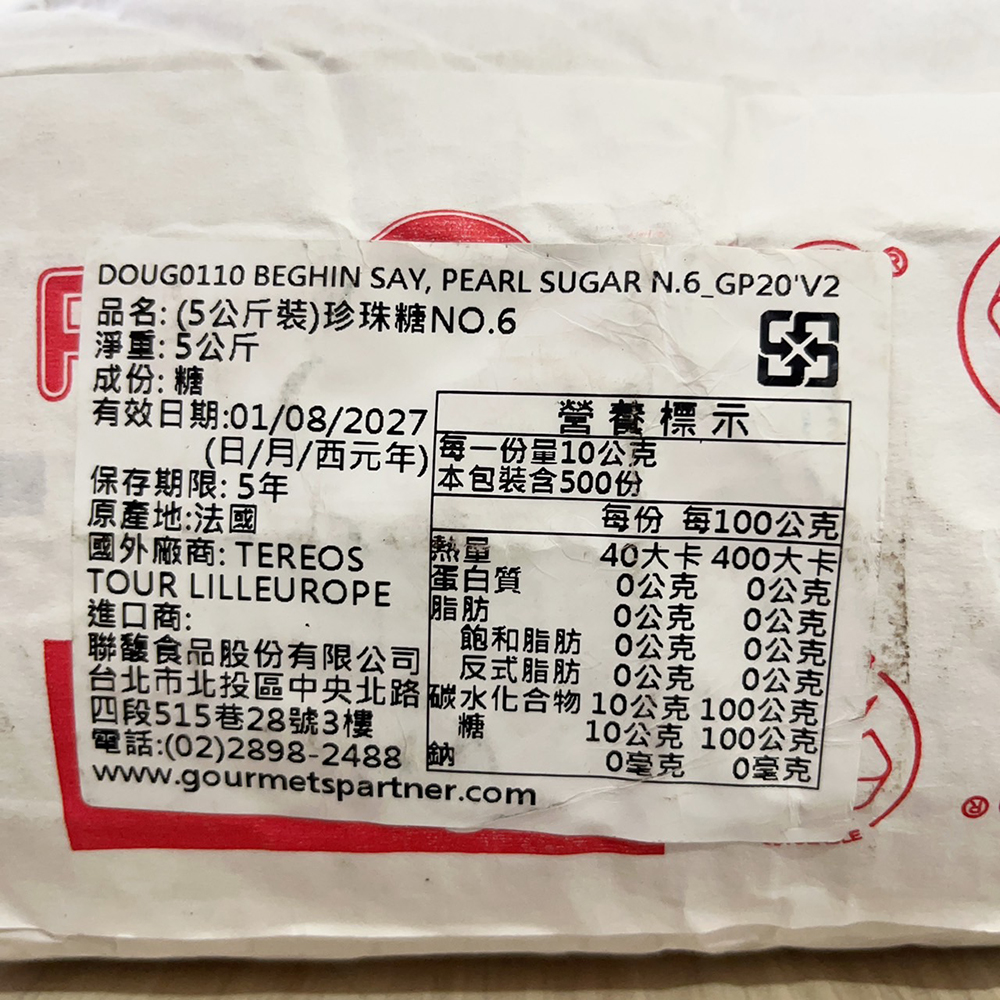 DOUG0110 BEGHIN SAY, PEARL SUGAR N.6_GP20'V2
品名: (5公斤裝)珍珠糖NO.6
淨重: 5公斤
成份: 糖
有效日期:01/08/2027
(日/月/西元年)
保存期限: 5年
原產地:法國
國外廠商: TEREOS
TOUR LILLEUROPE
進口商:
聯馥食品股份有限公司
台北市北投區中央北路
四段515巷28號3樓
電話:(02)2898-2488
www.gourmetspartner.com
營養標示
每一份量10公克
本包裝含500份
每份 每100公克
熱量 40大卡 400大卡
蛋白質 0公克 0公克
脂肪 0公克 0公克
飽和脂肪 0公克 0公克
反式脂肪 0公克 0公克
碳水化合物 10公克 100公克
糖 10公克 100公克
鈉 0毫克 0毫克